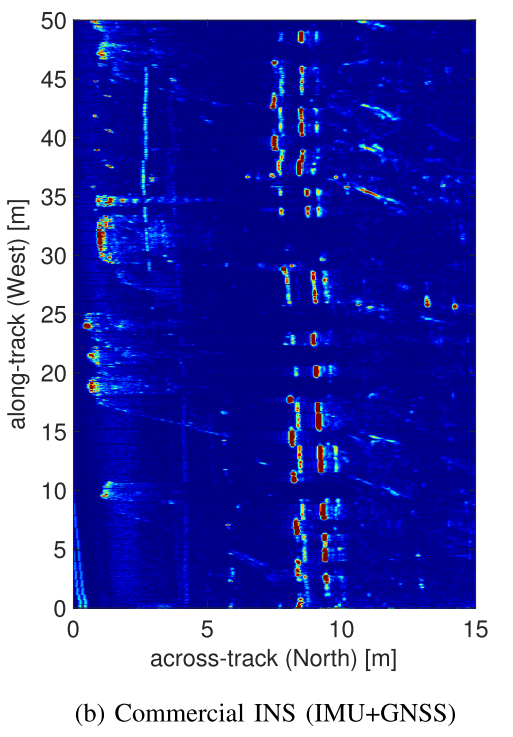 50
45
40
35
30
25
20
15
10
5
0
along-track (West) [m]
0 5 10 15
across-track (North) [m]
(b) Commercial INS (IMU+GNSS)